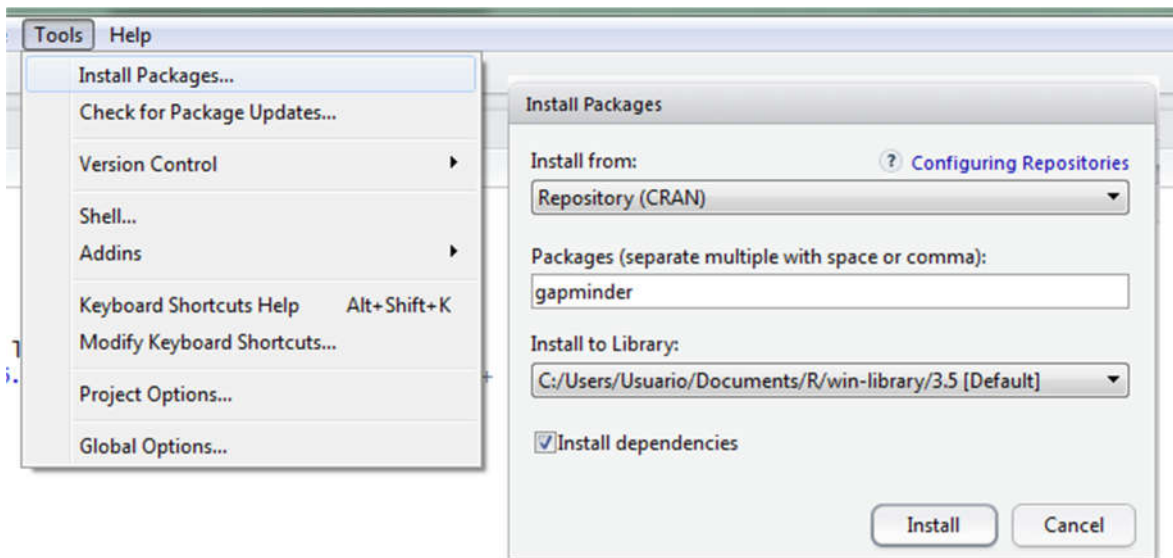 Tools Help
Install Packages...
Check for Package Updates...
Version Control
Shell...
Addins
Keyboard Shortcuts Help Alt+Shift+K
Modify Keyboard Shortcuts...
Project Options...
Global Options...
Install Packages
Install from: ? Configuring Repositories
Repository (CRAN)
Packages (separate multiple with space or comma):
gapminder
Install to Library:
C:/Users/Usuario/Documents/R/win-library/3.5 [Default]
Install dependencies
Install Cancel